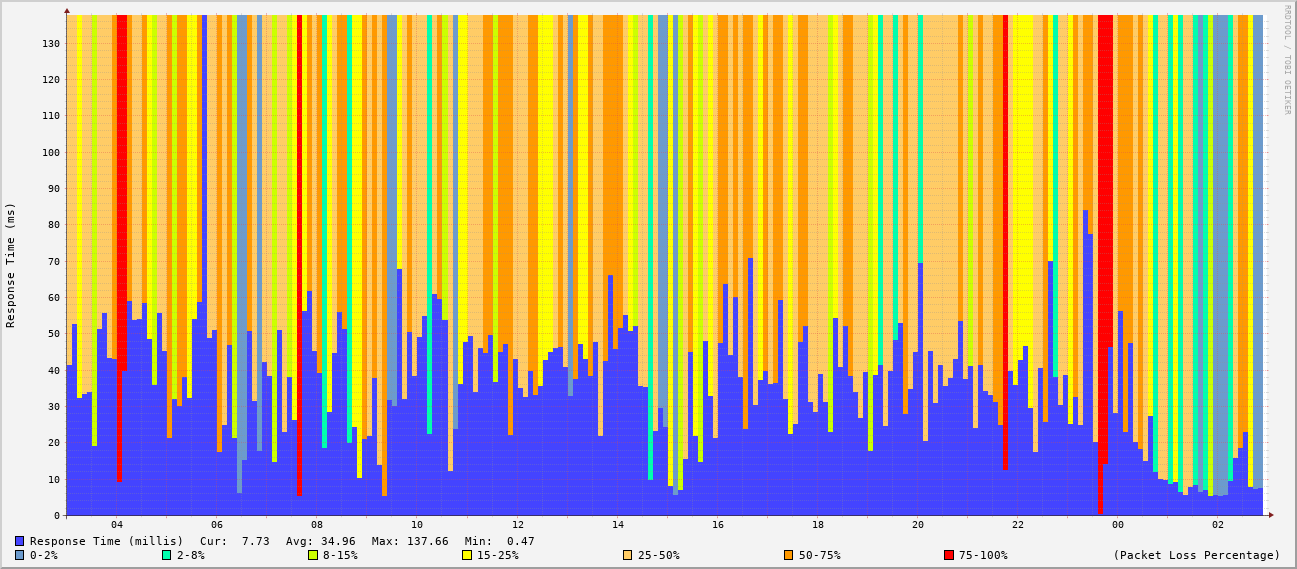 RRDTOOL / TOBI OETIKER
Response Time (ms)
130
120
110
100
90
80
70
60
50
40
30
20
10
0
04 06 08 10 12 14 16 18 20 22 00 02
Response Time (millis) Cur: 7.73 Avg: 34.96 Max: 137.66 Min: 0.47
0-2% 2-8% 8-15% 15-25% 25-50% 50-75% 75-100% (Packet Loss Percentage)